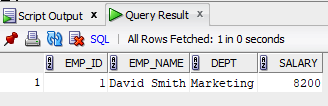 Script Output × Query Result ×
SQL | All Rows Fetched: 1 in 0 seconds
EMP_ID EMP_NAME DEPT SALARY
1 1 David Smith Marketing 8200